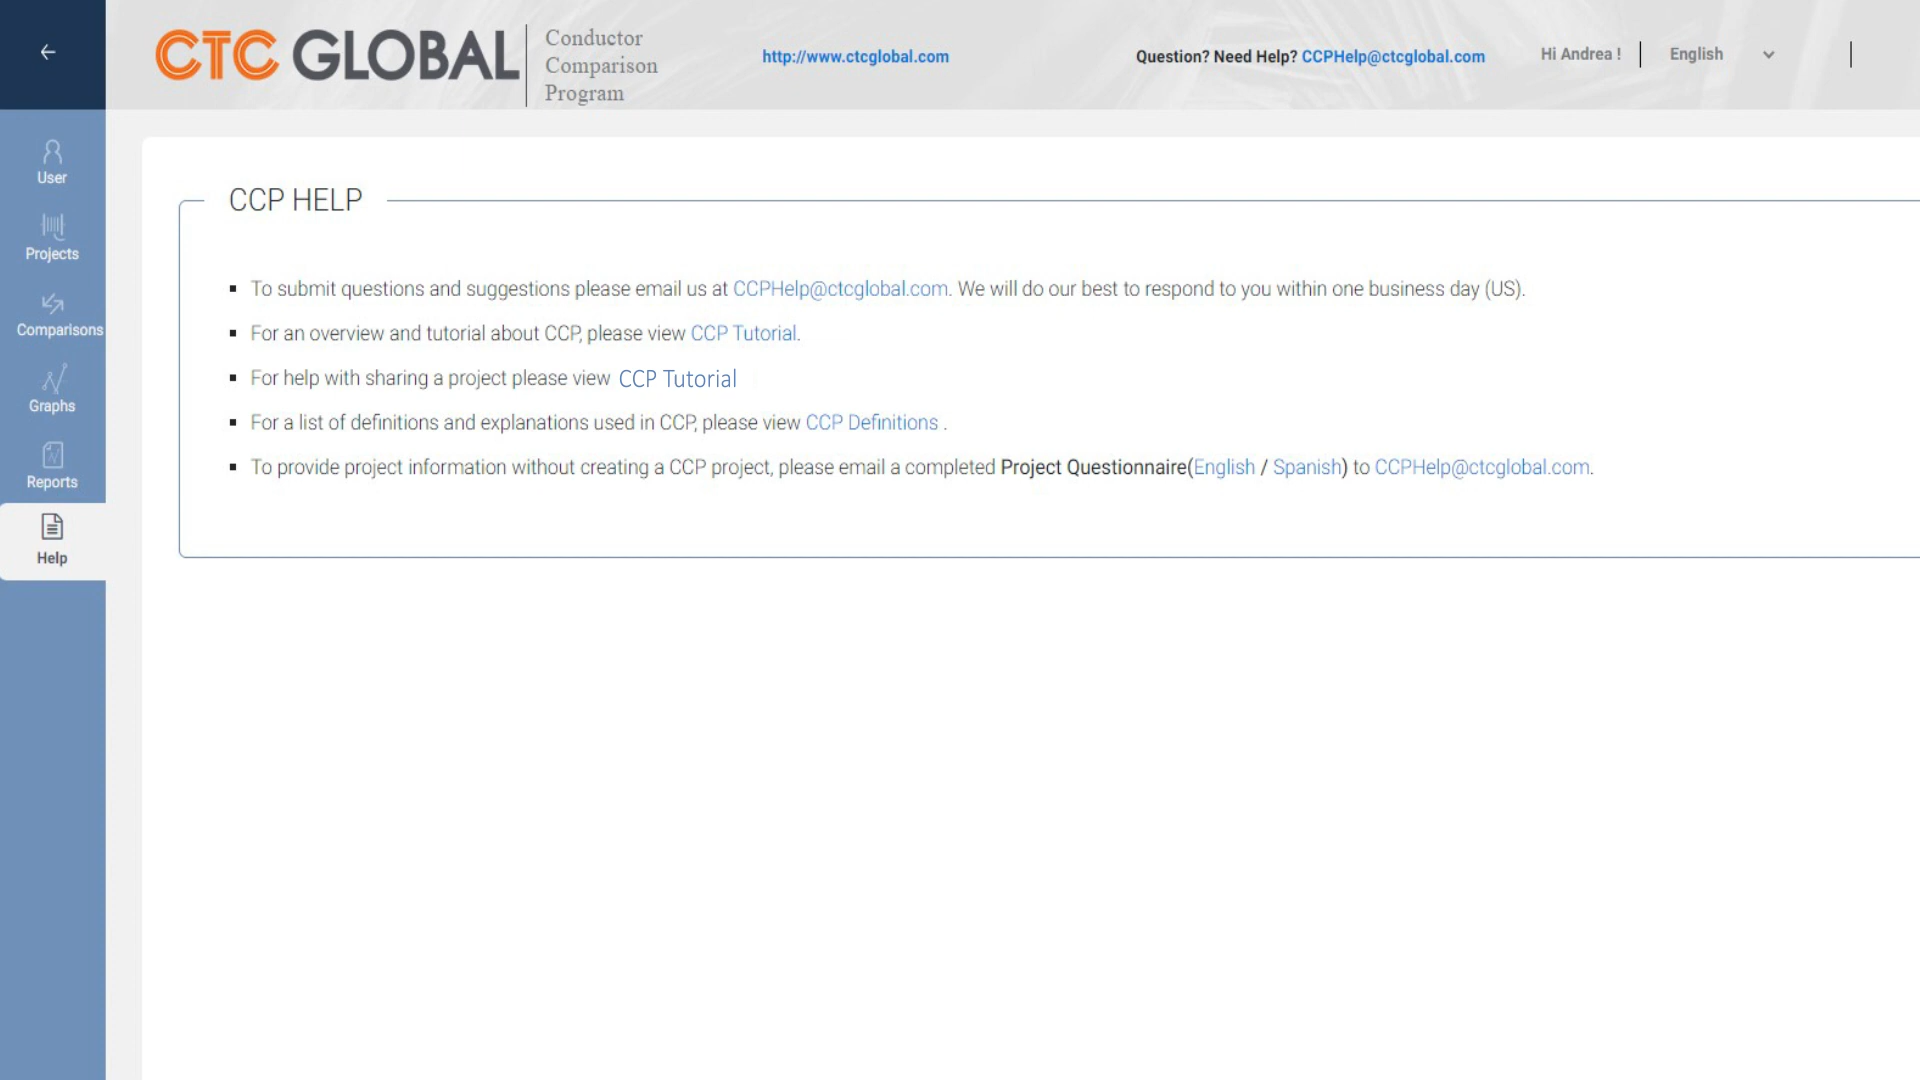 CTC GLOBAL
Conductor
Comparison
Program
http://www.ctcglobal.com
Question? Need Help? CCPHelp@ctcglobal.com
Hi Andrea !
English
User
Projects
Comparisons
Graphs
Reports
Help
CCP HELP
To submit questions and suggestions please email us at CCPHelp@ctcglobal.com. We will do our best to respond to you within one business day (US).
For an overview and tutorial about CCP, please view CCP Tutorial.
For help with sharing a project please view CCP Tutorial
For a list of definitions and explanations used in CCP, please view CCP Definitions .
To provide project information without creating a CCP project, please email a completed Project Questionnaire(English / Spanish) to CCPHelp@ctcglobal.com.